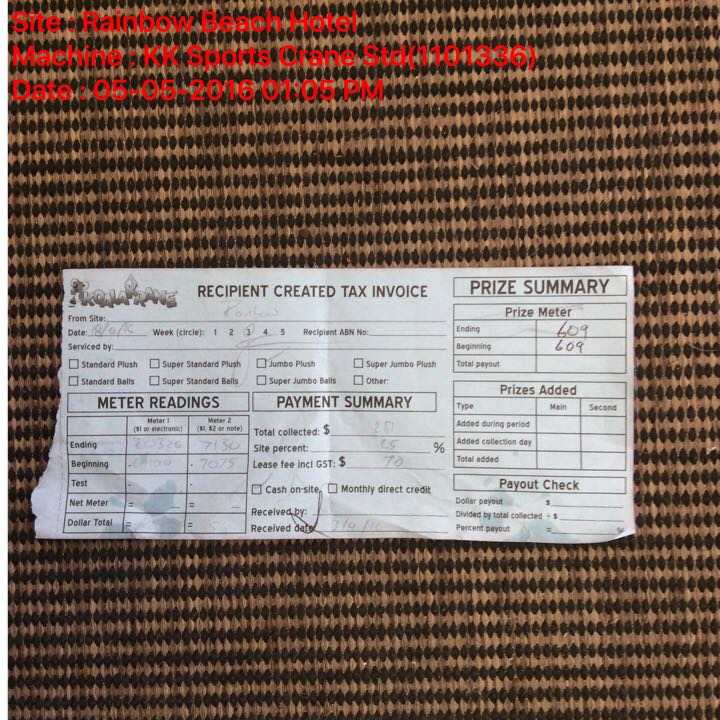 Site : Rainbow Beach Hotel
Machine : KK Sports Crane Std(1101336)
Date : 05-05-2016 01:05 PM
KOALA CRANE
RECIPIENT CREATED TAX INVOICE
From Site: Rainbow
Date:
Week (circle): 1 2 3 4 5 Recipient ABN No:
Serviced by:
Standard Plush Super Standard Plush Jumbo Plush Super Jumbo Plush
Standard Balls Super Standard Balls Super Jumbo Balls Other:
METER READINGS
Meter 1 ($1 or electronic) Meter 2 ($1, $2 or note)
Ending 20326 7130
Beginning - - 7075
Test - -
Net Meter = =
Dollar Total = =
PAYMENT SUMMARY
Total collected: $ 281
Site percent: 25 %
Lease fee incl GST: $ 70
Cash on-site Monthly direct credit
Received by:
Received date:
PRIZE SUMMARY
Prize Meter
Ending 609
Beginning 609
Total payout
Prizes Added
Type Main Second
Added during period
Added collection day
Total added
Payout Check
Dollar payout $
Divided by total collected ÷ $
Percent payout = %